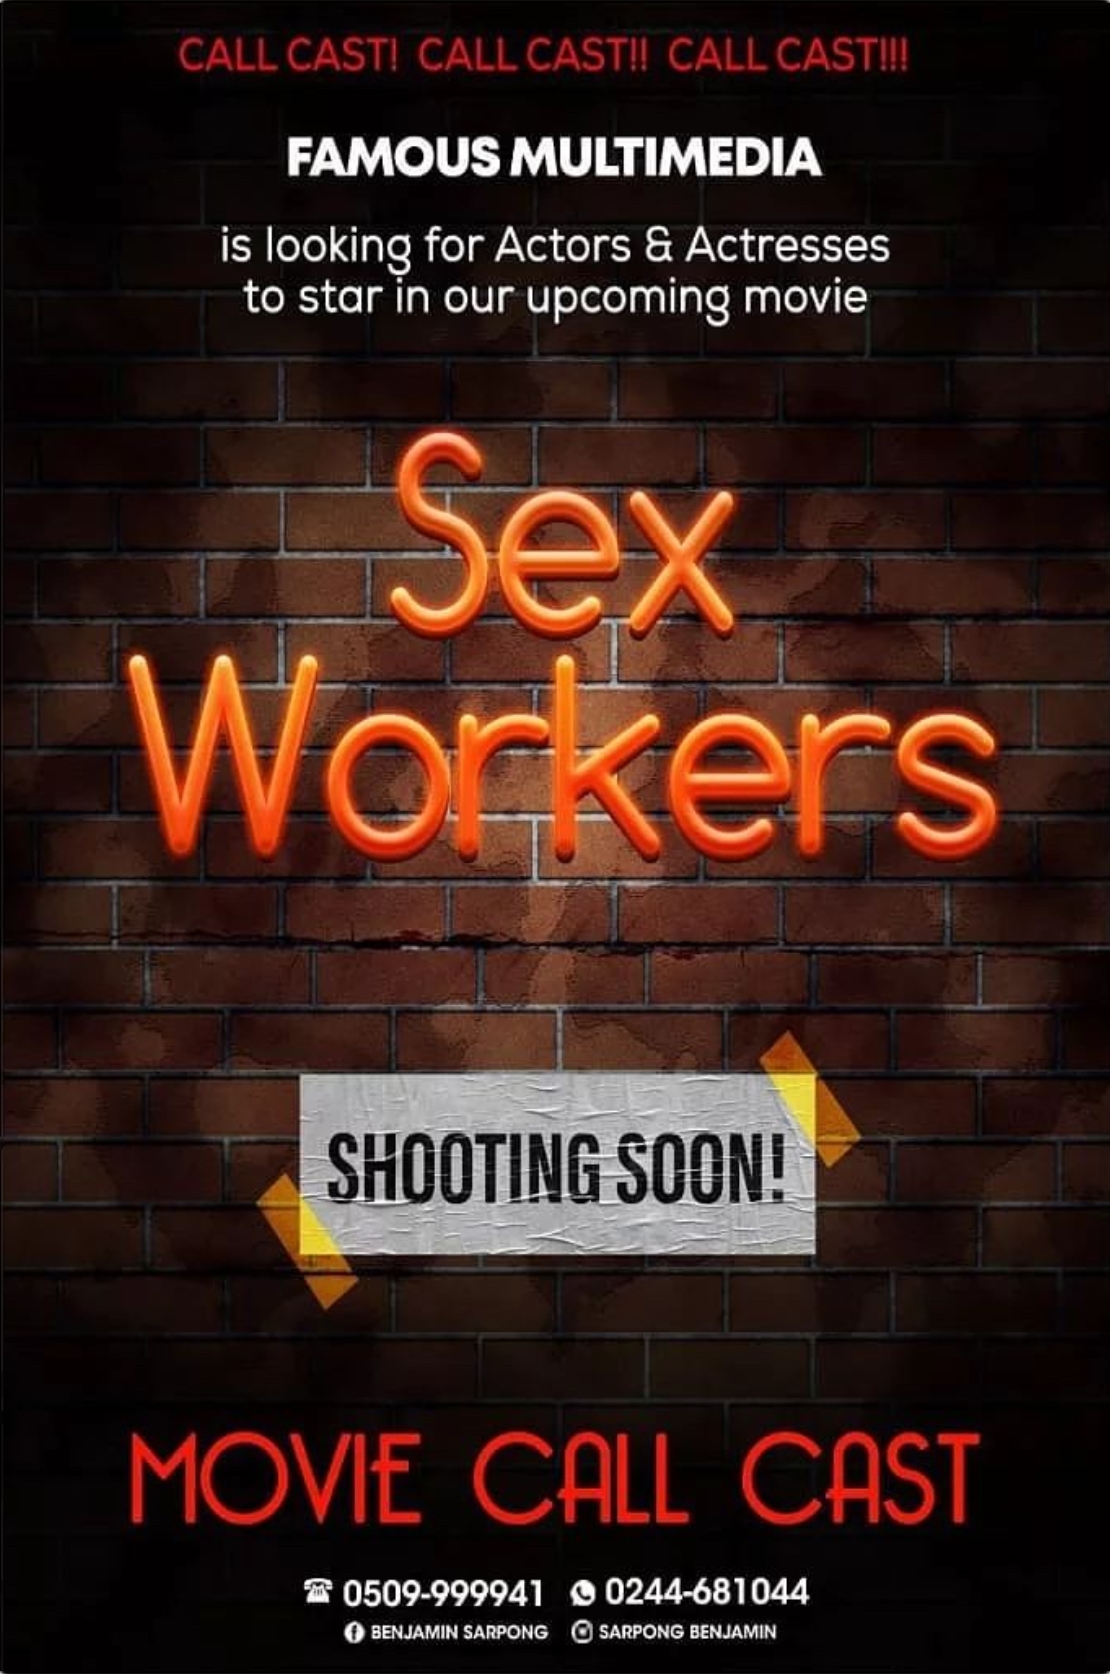 CALL CAST! CALL CAST!! CALL CAST!!!
FAMOUS MULTIMEDIA
is looking for Actors & Actresses
to star in our upcoming movie
Sex
Workers
SHOOTING SOON!
MOVIE CALL CAST
0509-999941 0244-681044
BENJAMIN SARPONG SARPONG BENJAMIN